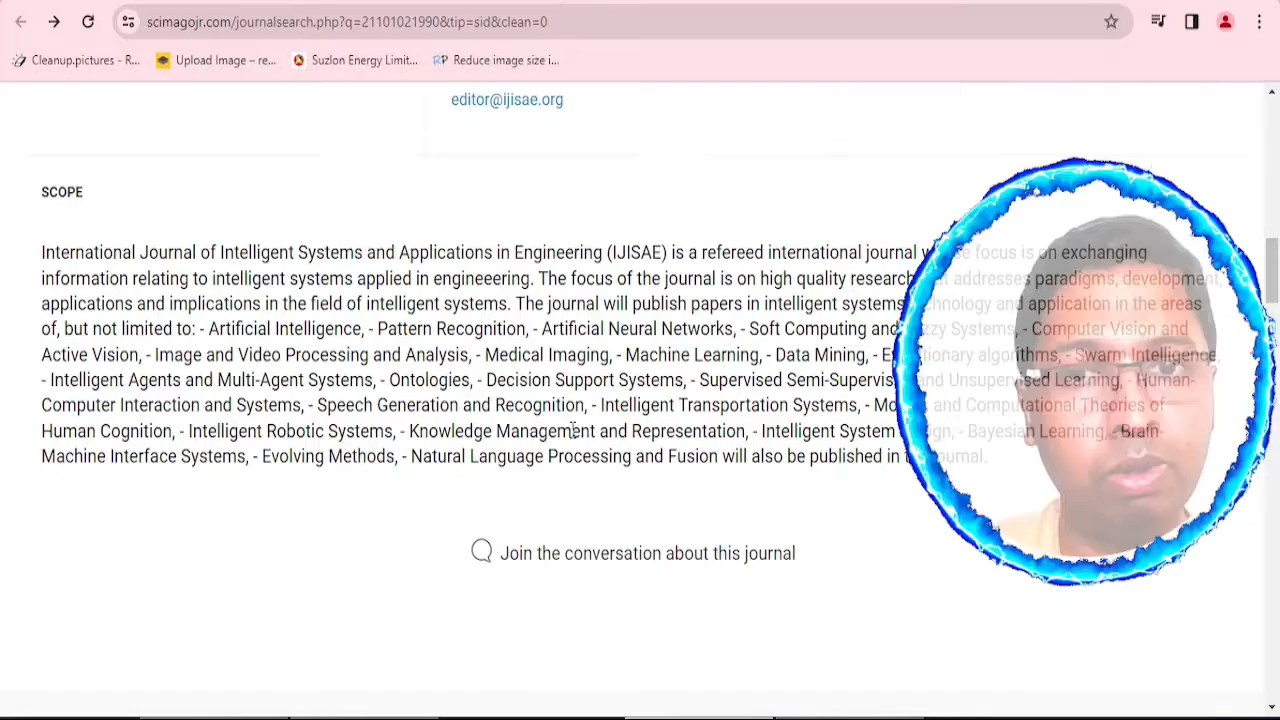 scimagojr.com/journalsearch.php?q=21101021990&tip=sid&clean=0
Cleanup.pictures - R... Upload Image – re... Suzlon Energy Limit... RP Reduce image size i...
editor@ijisae.org
SCOPE
International Journal of Intelligent Systems and Applications in Engineering (IJISAE) is a refereed international journal focus is on exchanging
information relating to intelligent systems applied in engineeering. The focus of the journal is on high quality research addresses paradigms, development,
applications and implications in the field of intelligent systems. The journal will publish papers in intelligent systems technology and application in the areas
of, but not limited to: - Artificial Intelligence, - Pattern Recognition, - Artificial Neural Networks, - Soft Computing and Fuzzy Systems, - Computer Vision and
Active Vision, - Image and Video Processing and Analysis, - Medical Imaging, - Machine Learning, - Data Mining, - algorithms, - Swarm Intelligence,
- Intelligent Agents and Multi-Agent Systems, - Ontologies, - Decision Support Systems, - Supervised and Unsupervised Learning, - Human-
Computer Interaction and Systems, - Speech Generation and Recognition, - Intelligent Transportation Systems, - and Computational Theories of
Human Cognition, - Intelligent Robotic Systems, - Knowledge Management and Representation, - Intelligent System - Bayesian Learning, - Brain-
Machine Interface Systems, - Evolving Methods, - Natural Language Processing and Fusion will also be published in journal.
Join the conversation about this journal